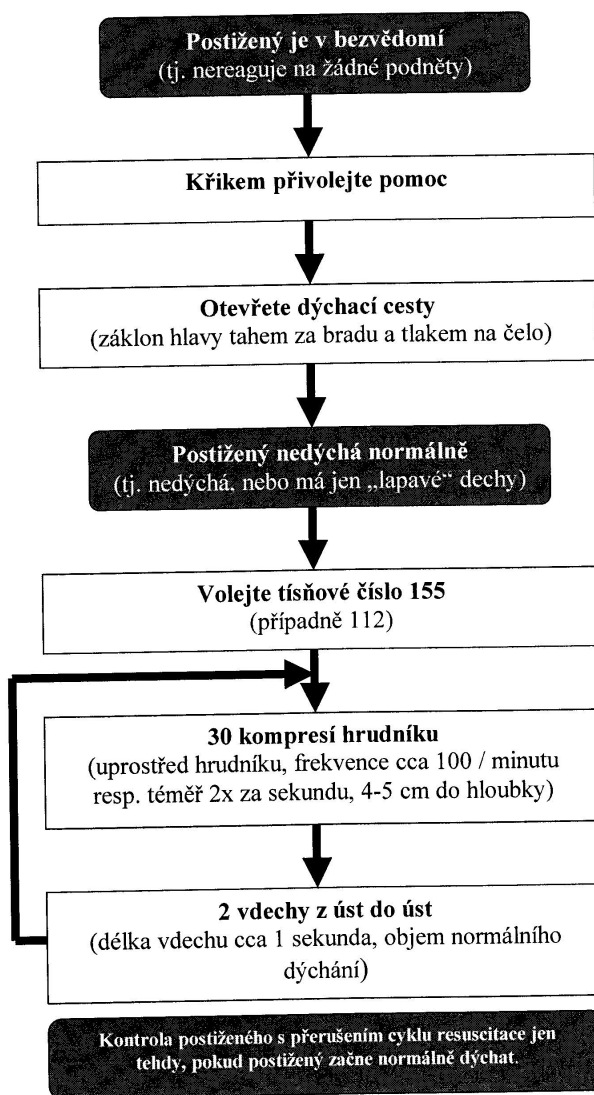 Postižený je v bezvědomí
(tj. nereaguje na žádné podněty)
Křikem přivolejte pomoc
Otevřete dýchací cesty
(záklon hlavy tahem za bradu a tlakem na čelo)
Postižený nedýchá normálně
(tj. nedýchá, nebo má jen „lapavé“ dechy)
Volejte tísňové číslo 155
(případně 112)
30 kompresí hrudníku
(uprostřed hrudníku, frekvence cca 100 / minutu
resp. téměř 2x za sekundu, 4-5 cm do hloubky)
2 vdechy z úst do úst
(délka vdechu cca 1 sekunda, objem normálního
dýchání)
Kontrola postiženého s přerušením cyklu resuscitace jen
tehdy, pokud postižený začne normálně dýchat.